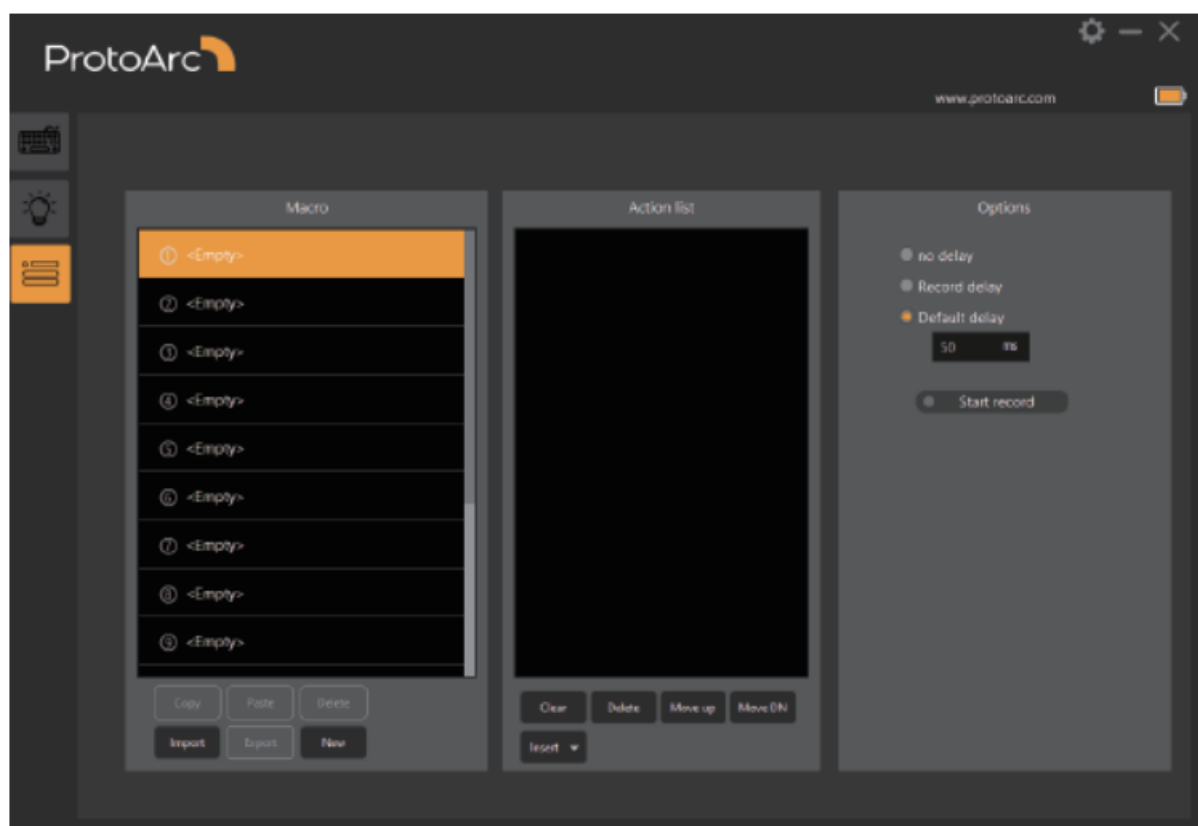 ProtoArc
www.protoarc.com
Macro
① <Empty>
② <Empty>
③ <Empty>
④ <Empty>
⑤ <Empty>
⑥ <Empty>
⑦ <Empty>
⑧ <Empty>
⑨ <Empty>
Copy Paste Delete
Import Export New
Action list
Clear Delete Move up Move DN
Insert
Options
no delay
Record delay
Default delay
50 ms
Start record